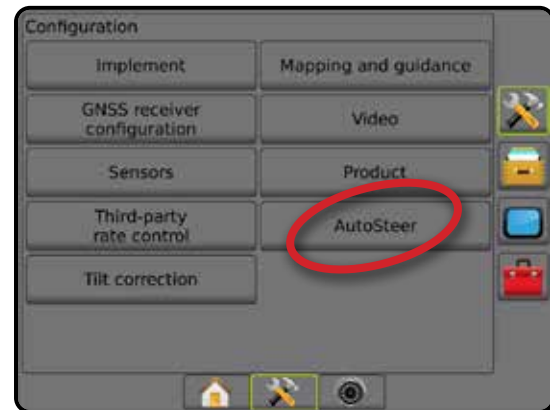 Configuration
Implement
Mapping and guidance
GNSS receiver
configuration
Video
Sensors
Product
Third-party
rate control
AutoSteer
Tilt correction